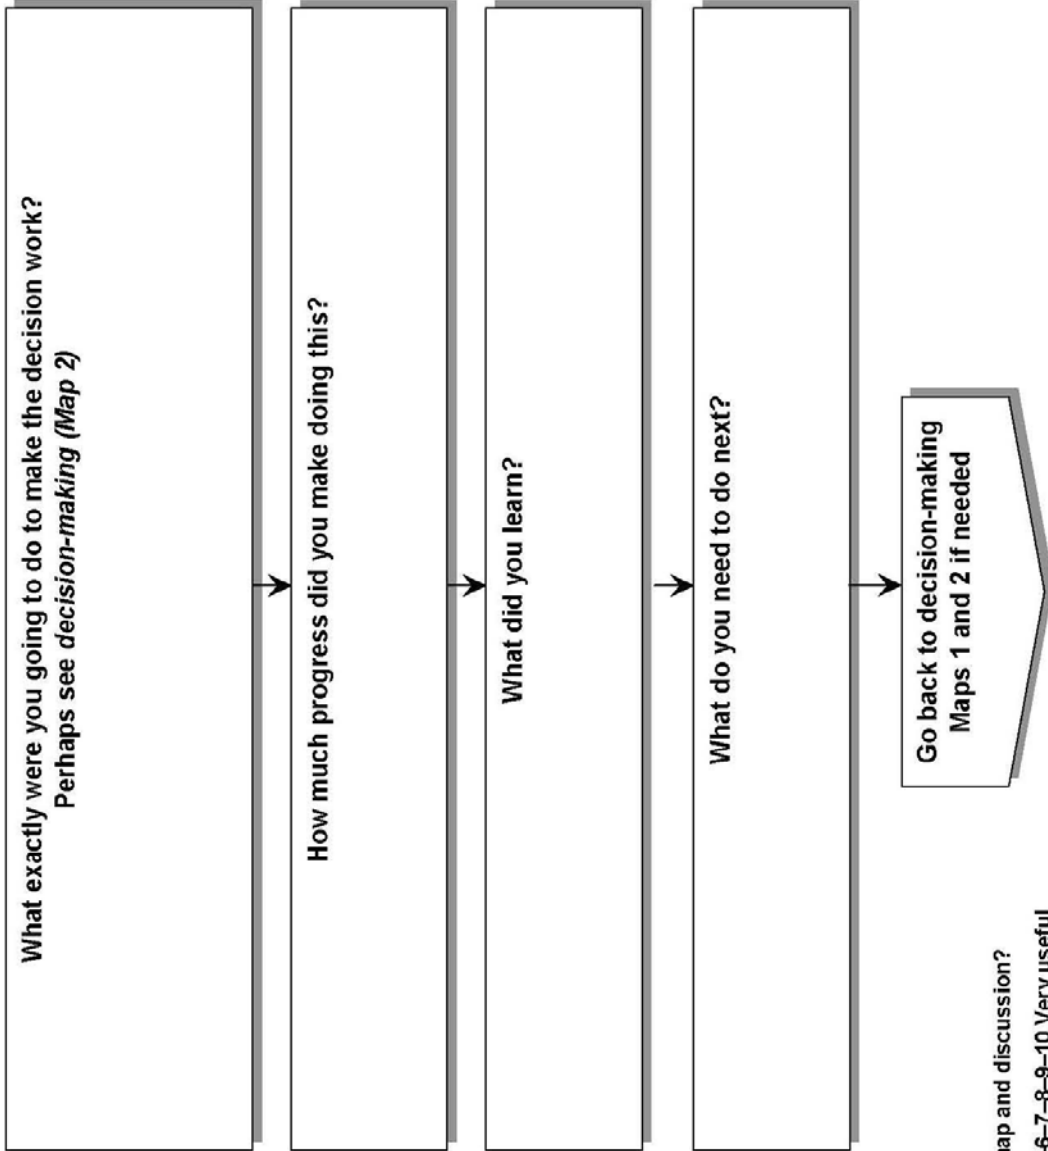 What exactly were you going to do to make the decision work?
Perhaps see decision-making (Map 2)
How much progress did you make doing this?
What did you learn?
What do you need to do next?
Go back to decision-making
Maps 1 and 2 if needed
and discussion?
6–7–8–9–10 Very useful